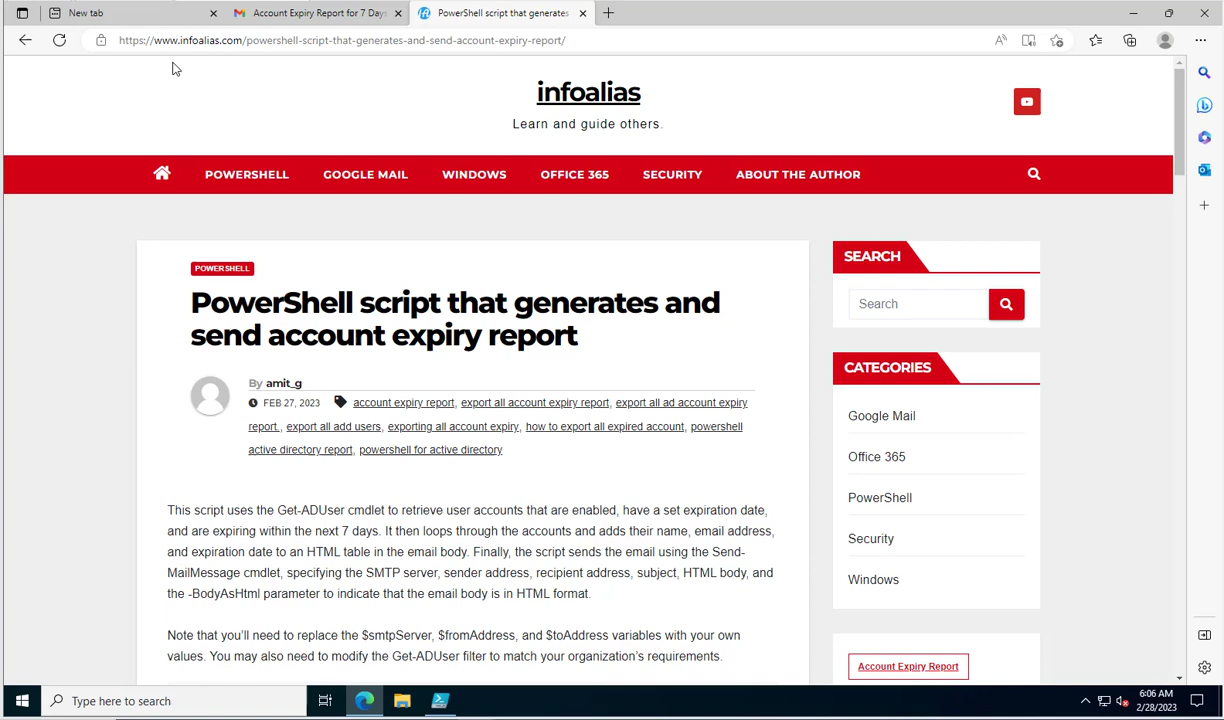 New tab
Account Expiry Report for 7 Days
PowerShell script that generates
https://www.infoalias.com/powershell-script-that-generates-and-send-account-expiry-report/
infoalias
Learn and guide others.
POWERSHELL
GOOGLE MAIL
WINDOWS
OFFICE 365
SECURITY
ABOUT THE AUTHOR
POWERSHELL
PowerShell script that generates and
send account expiry report
By amit_g
FEB 27, 2023 account expiry report, export all account expiry report, export all ad account expiry
report., export all add users, exporting all account expiry, how to export all expired account, powershell
active directory report, powershell for active directory
This script uses the Get-ADUser cmdlet to retrieve user accounts that are enabled, have a set expiration date,
and are expiring within the next 7 days. It then loops through the accounts and adds their name, email address,
and expiration date to an HTML table in the email body. Finally, the script sends the email using the Send-
MailMessage cmdlet, specifying the SMTP server, sender address, recipient address, subject, HTML body, and
the -BodyAsHtml parameter to indicate that the email body is in HTML format.
Note that you'll need to replace the $smtpServer, $fromAddress, and $toAddress variables with your own
values. You may also need to modify the Get-ADUser filter to match your organization's requirements.
SEARCH
Search
CATEGORIES
Google Mail
Office 365
PowerShell
Security
Windows
Account Expiry Report
Type here to search
6:06 AM
2/28/2023